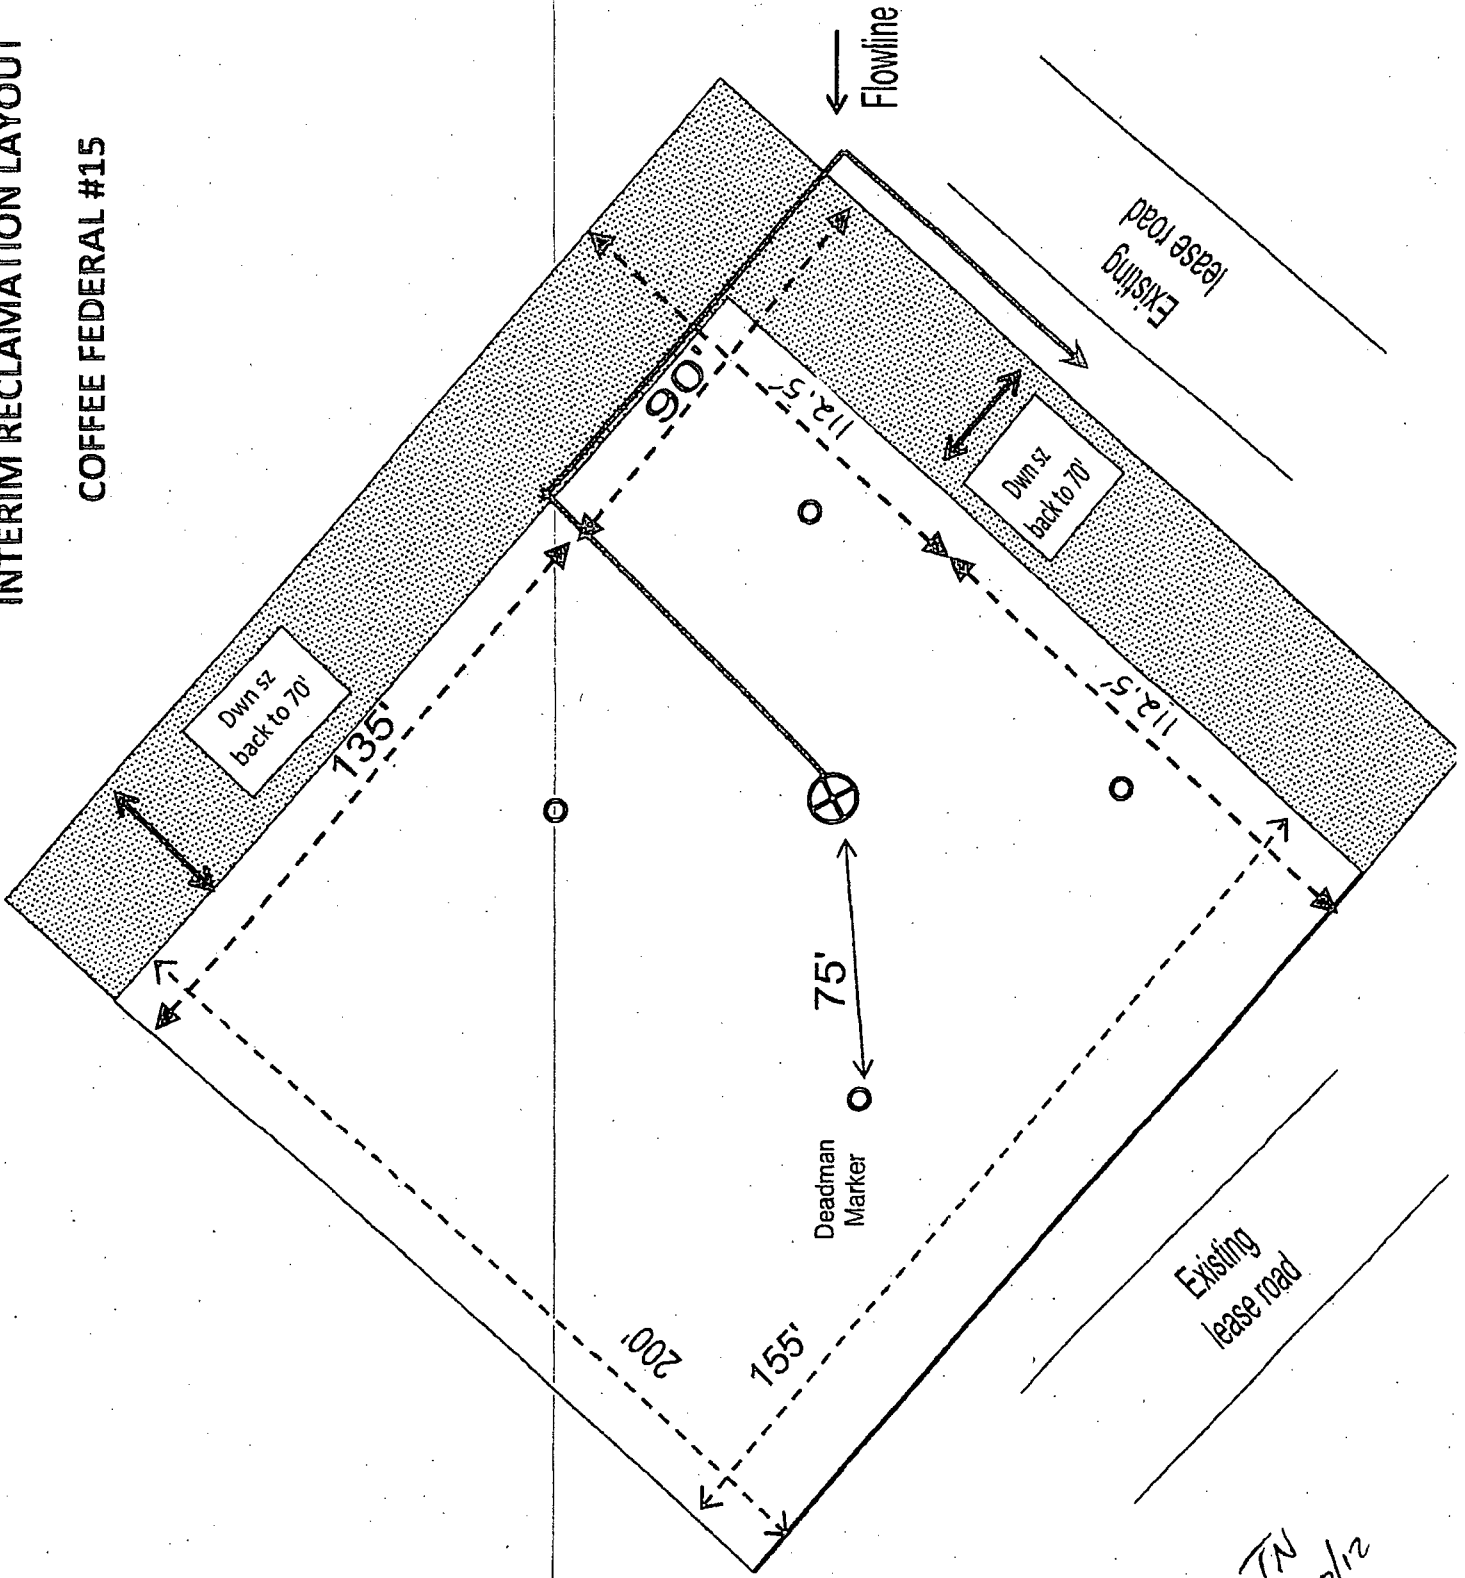 INTERIM RECLAMATION LAYOUT
COFFEE FEDERAL #15
Flowline
Existing
lease road
90'
112.5'
Dwn sz
back to 70'
Dwn sz
back to 70'
135'
112.5'
75'
Deadman
Marker
200'
155'
Existing
lease road
TN